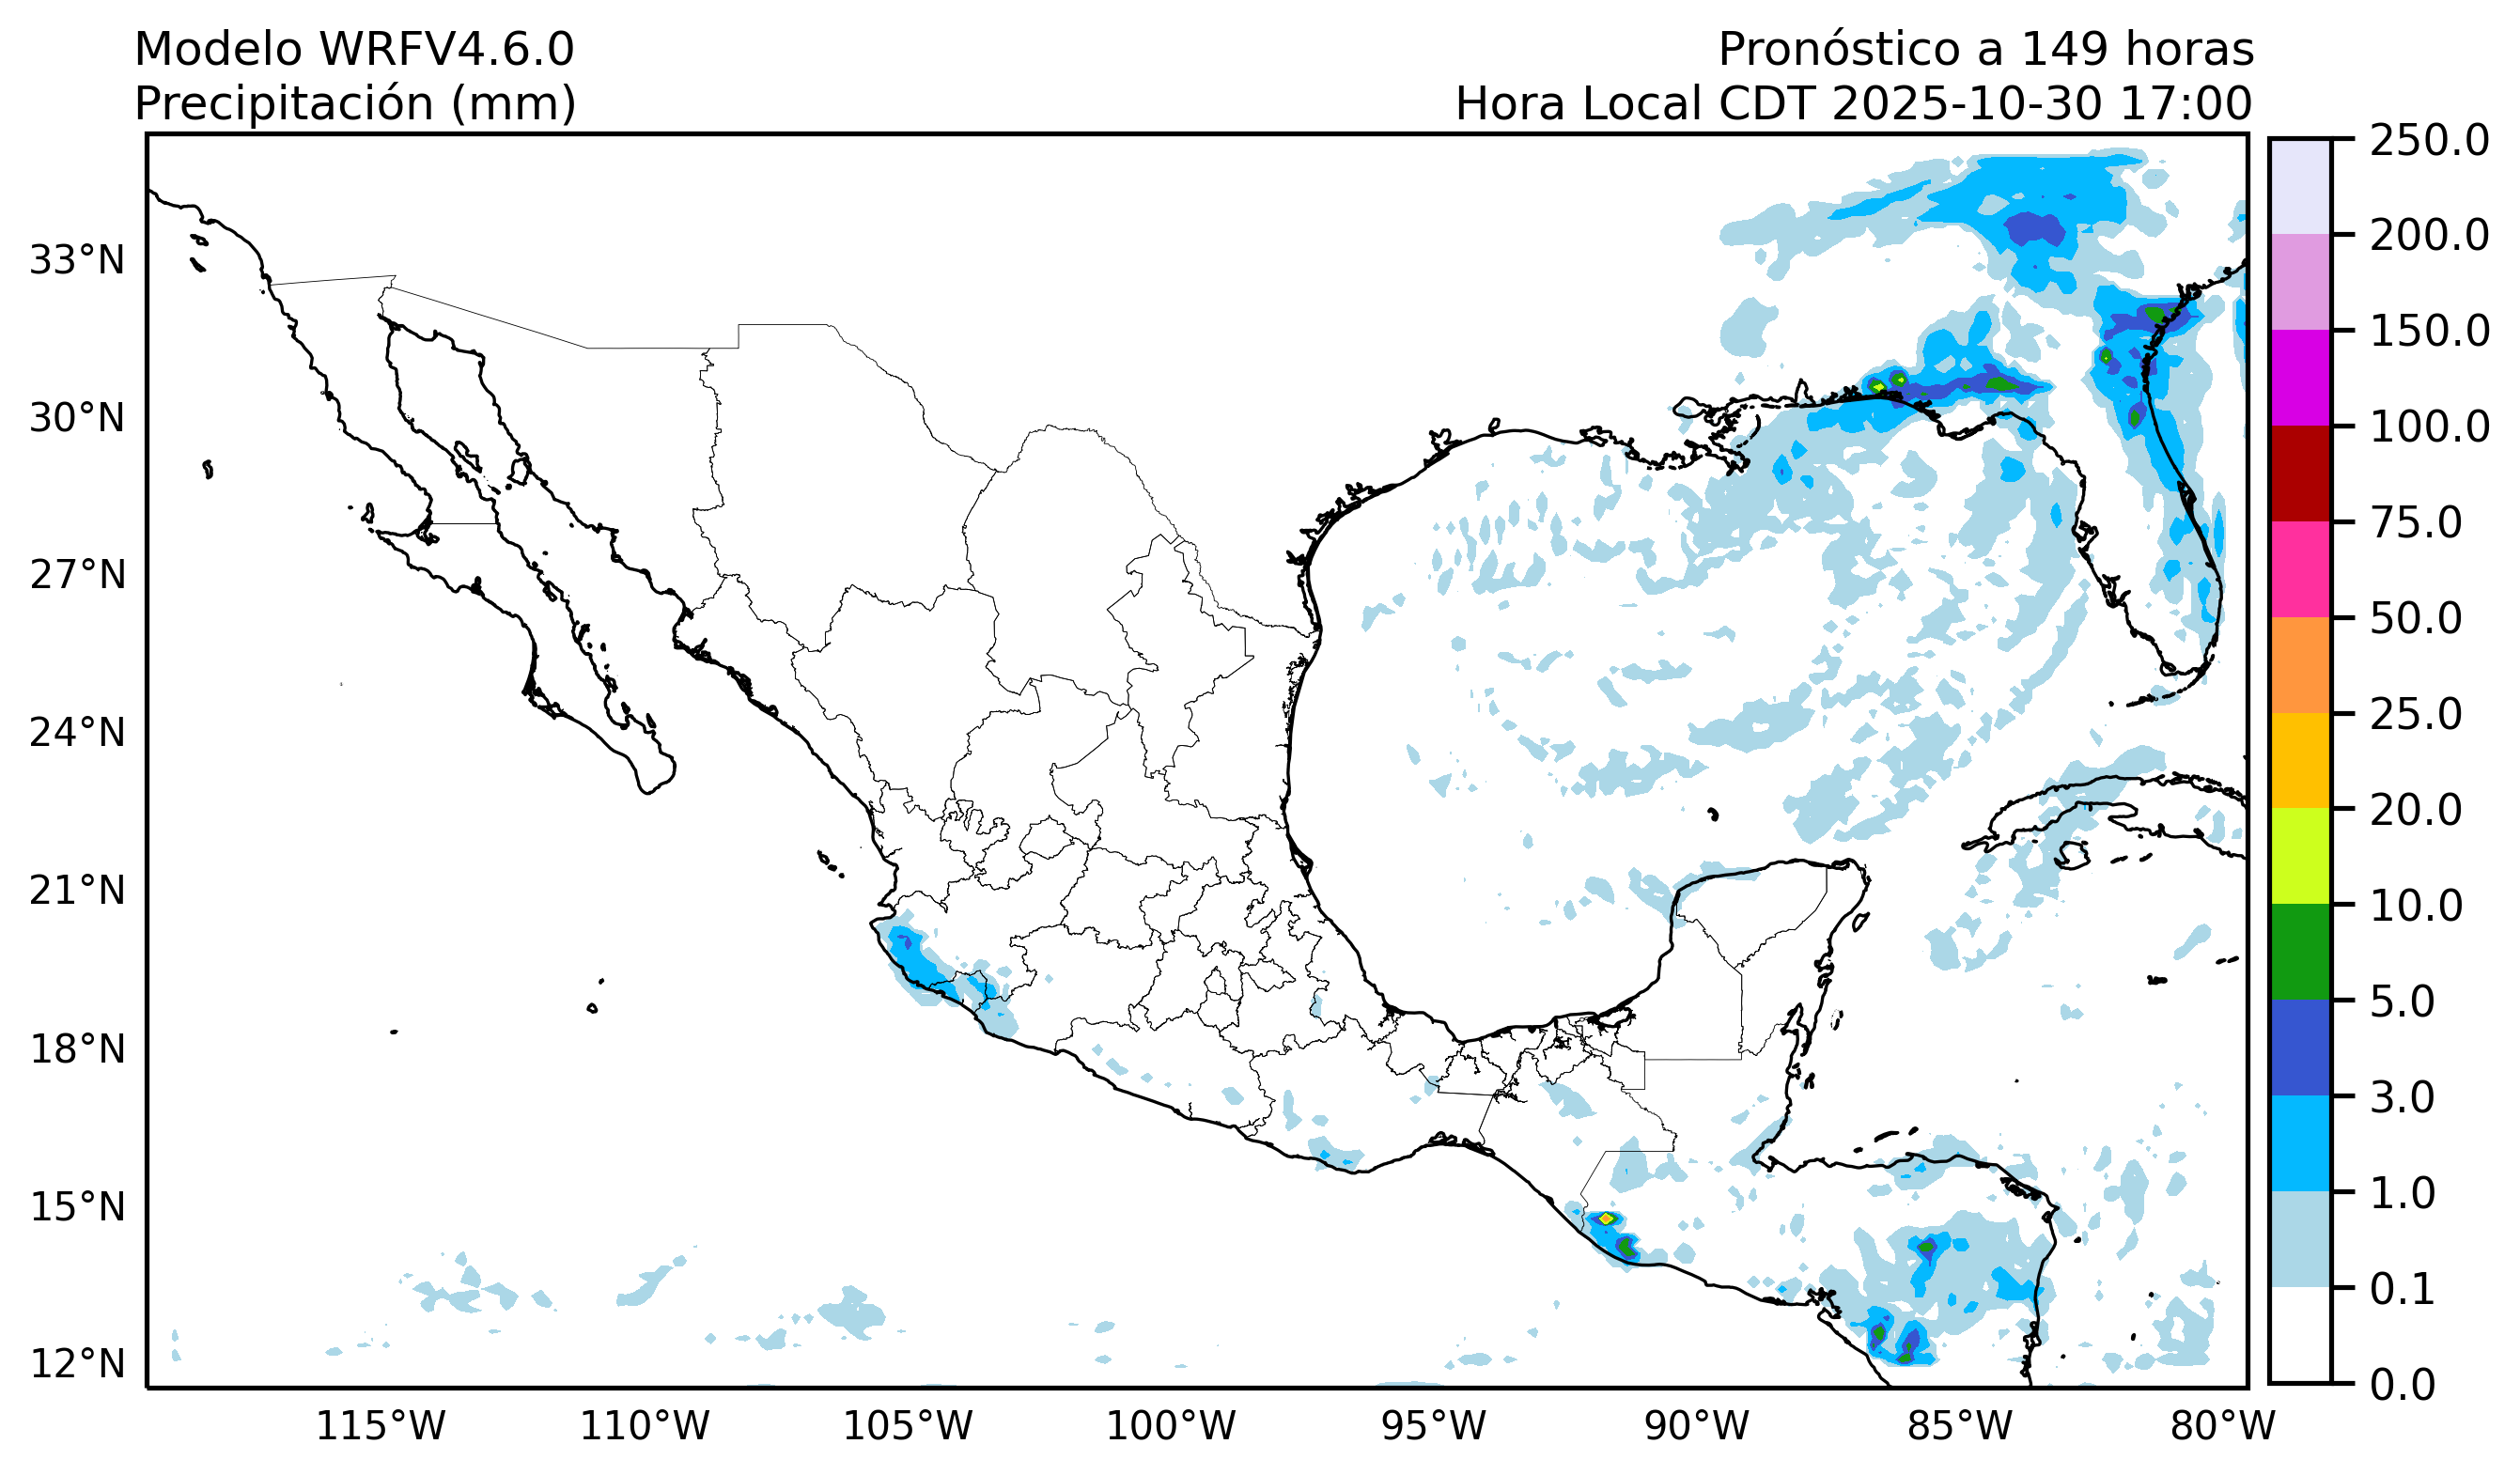 Modelo WRFV4.6.0
Precipitación (mm)
Pronóstico a 149 horas
Hora Local CDT 2025-10-30 17:00
33°N
30°N
27°N
24°N
21°N
18°N
15°N
12°N
115°W
110°W
105°W
100°W
95°W
90°W
85°W
80°W
250.0
200.0
150.0
100.0
75.0
50.0
25.0
20.0
10.0
5.0
3.0
1.0
0.1
0.0